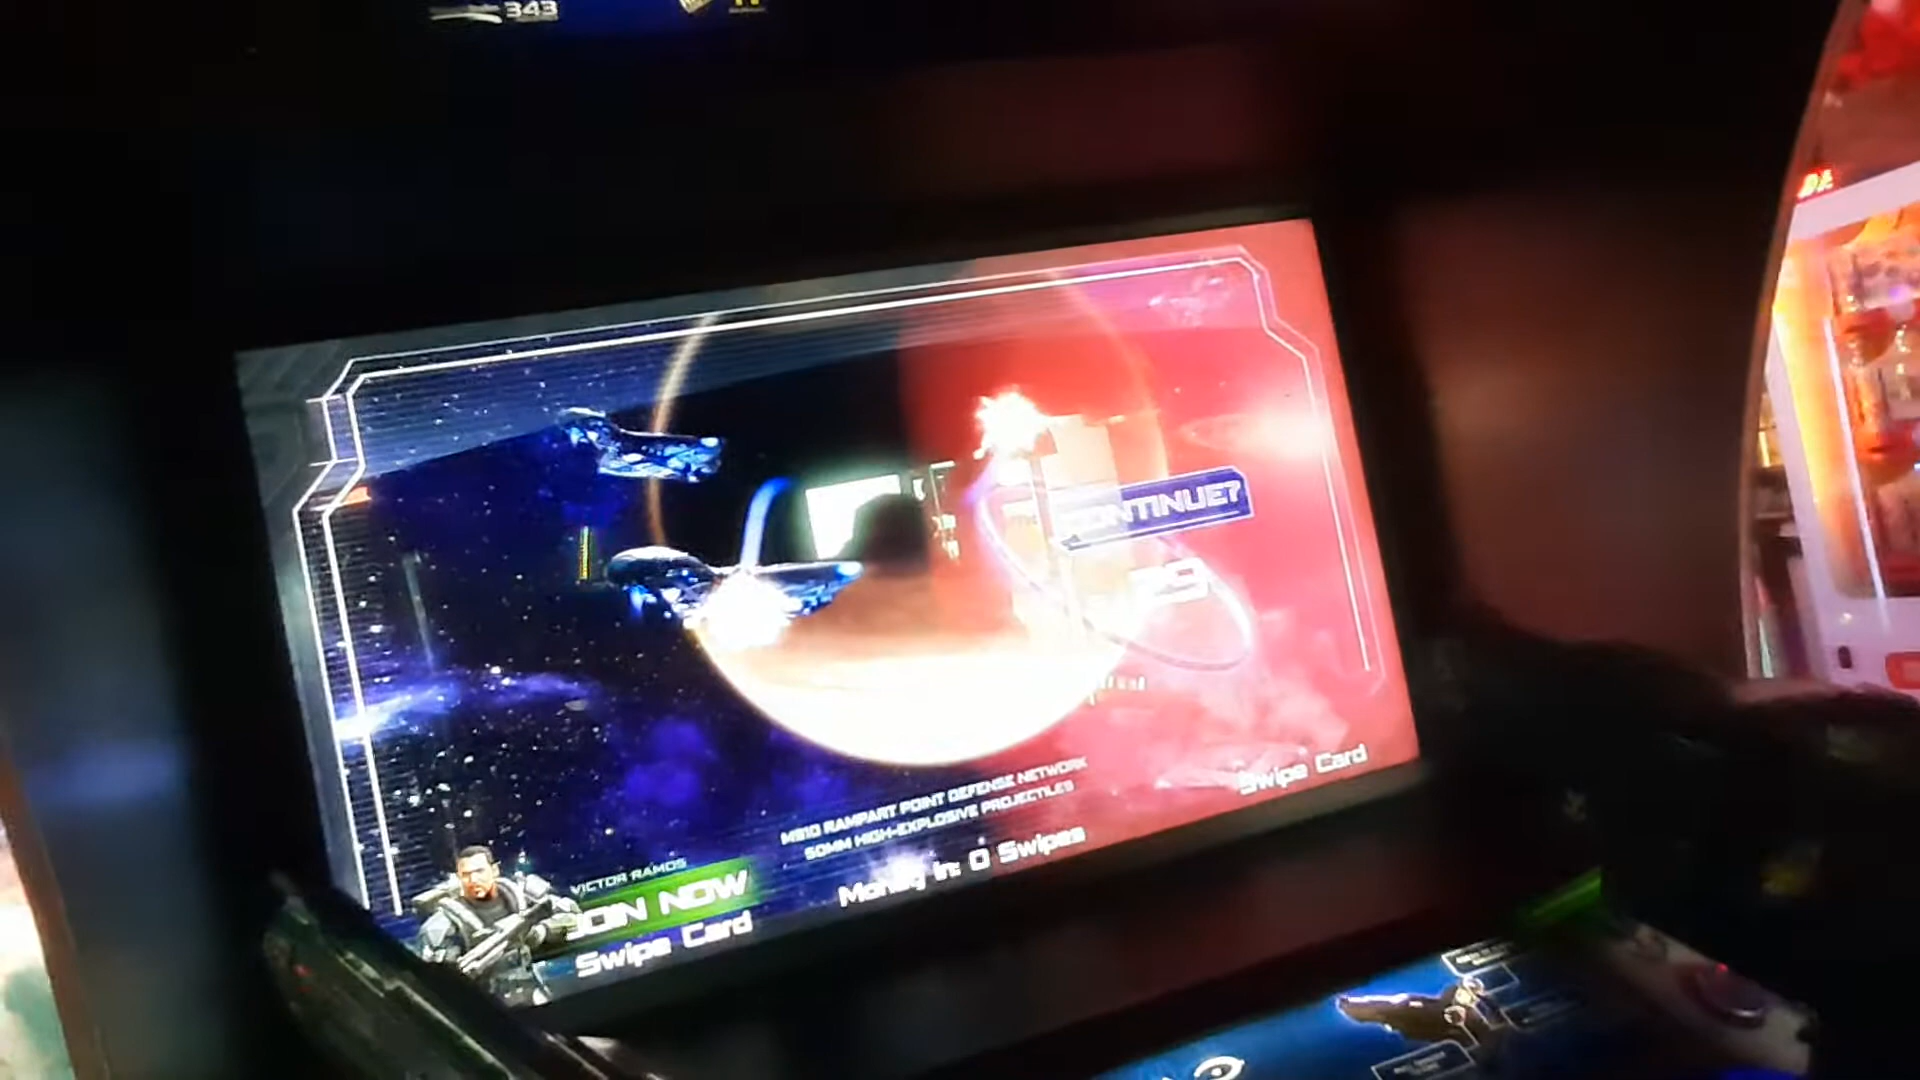 343
CONTINUE?
29
M910 RAMPART POINT DEFENSE NETWORK
50MM HIGH-EXPLOSIVE PROJECTILES
Swipe Card
VICTOR RAMOS
JOIN NOW
Money in: 0 Swipes
Swipe Card